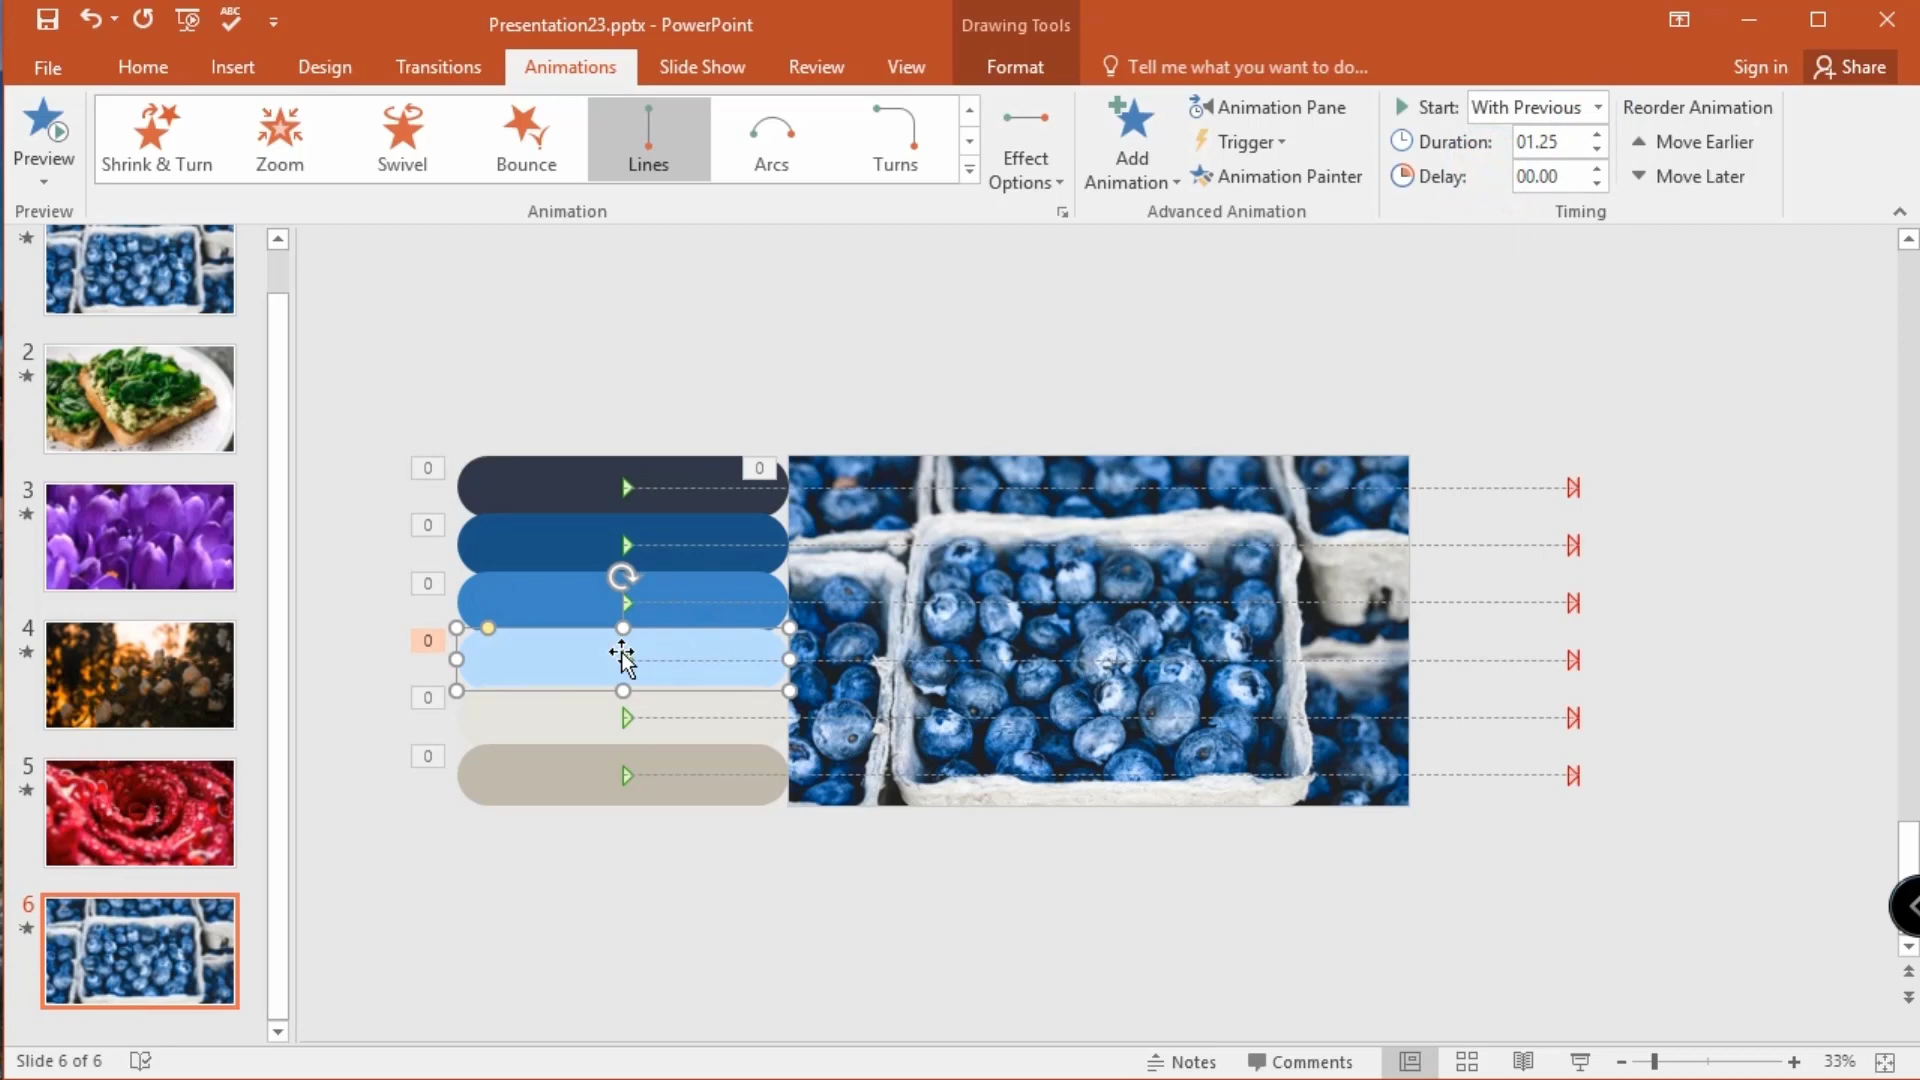 ABC
Presentation23.pptx - PowerPoint
Drawing Tools
File Home Insert Design Transitions Animations Slide Show Review View Format Tell me what you want to do... Sign in Share
Preview
Shrink & Turn Zoom Swivel Bounce Lines Arcs Turns
Effect Options
Add Animation
Animation Pane
Trigger
Animation Painter
Start: With Previous
Duration: 01.25
Delay: 00.00
Reorder Animation
Move Earlier
Move Later
Preview Animation Advanced Animation Timing
2
3
4
5
6
0 0
0
0
0
0
0
Slide 6 of 6 Notes Comments 33%